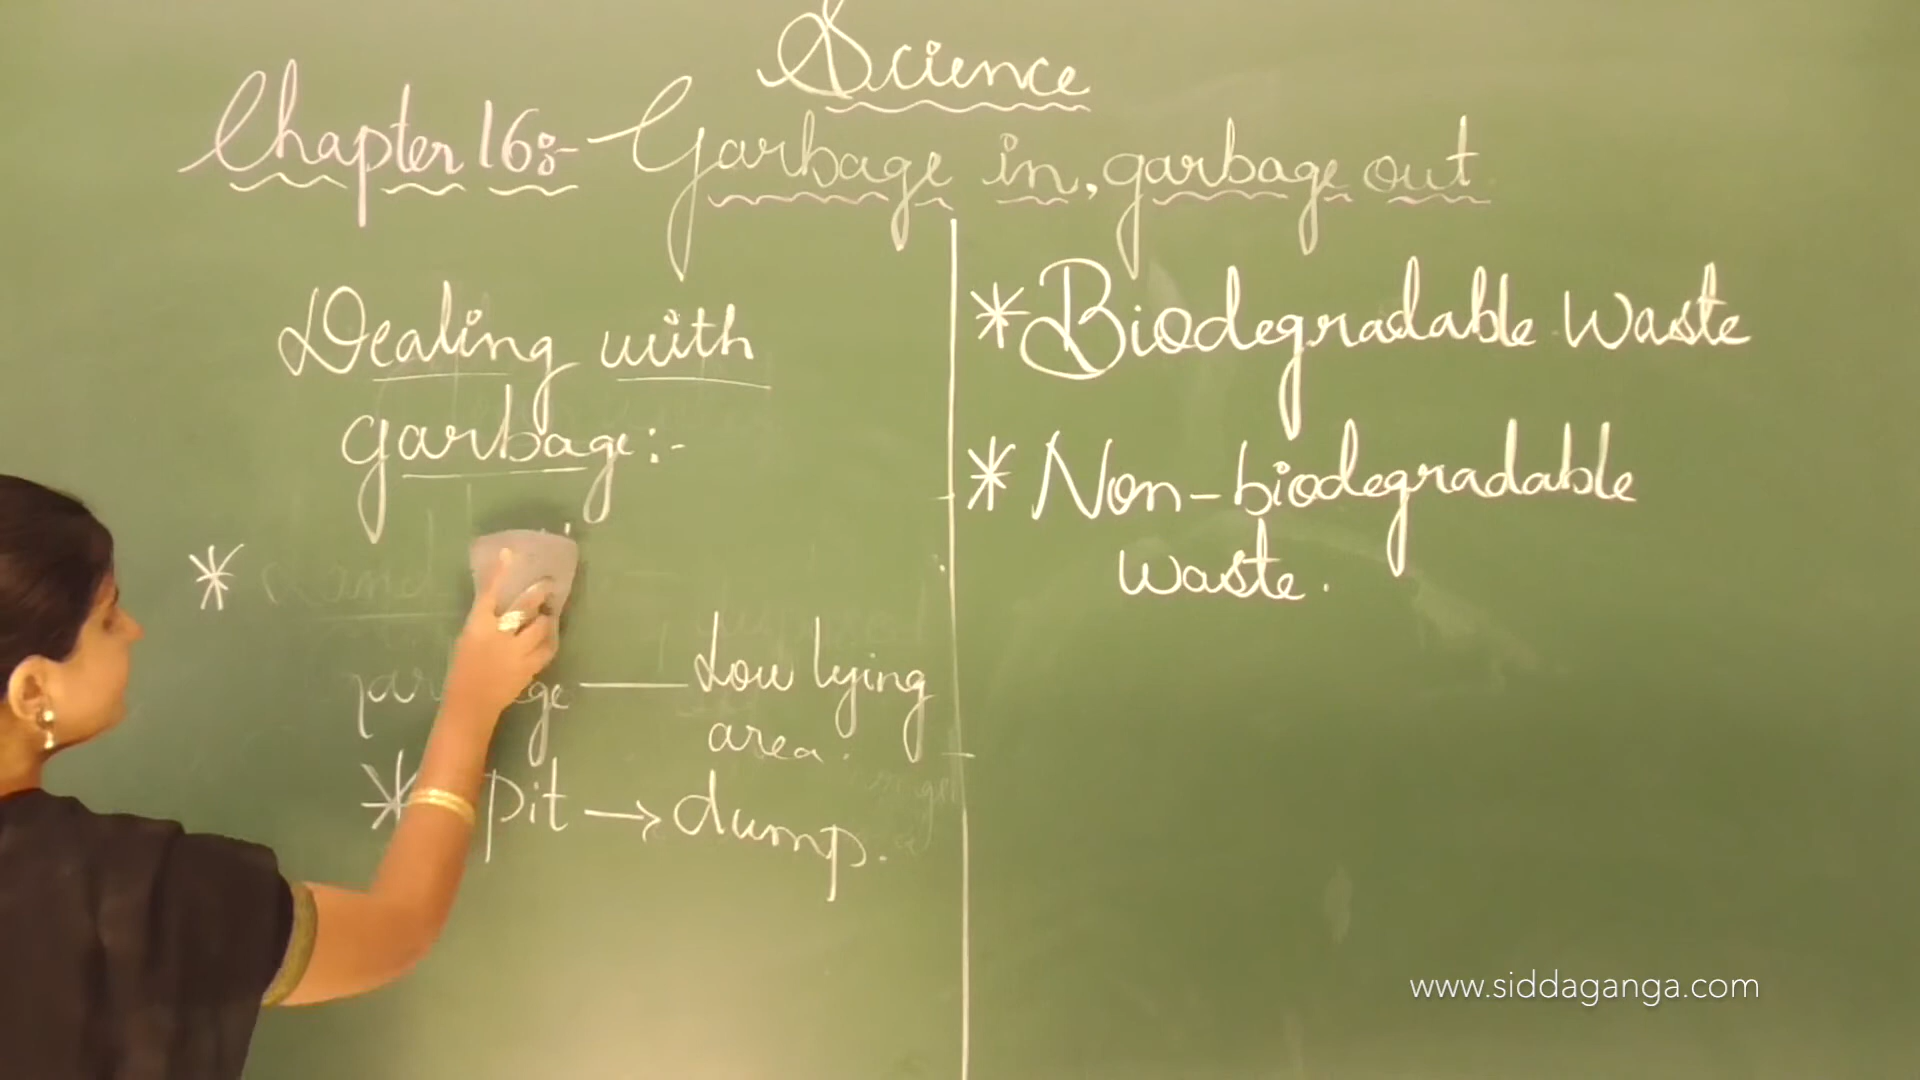 Science
Chapter 16:- Garbage in, garbage out
Dealing with
garbage:-
*
Low lying
area.
* Pit → dump.
* Biodegradable Waste
* Non-biodegradable
Waste.
www.siddaganga.com